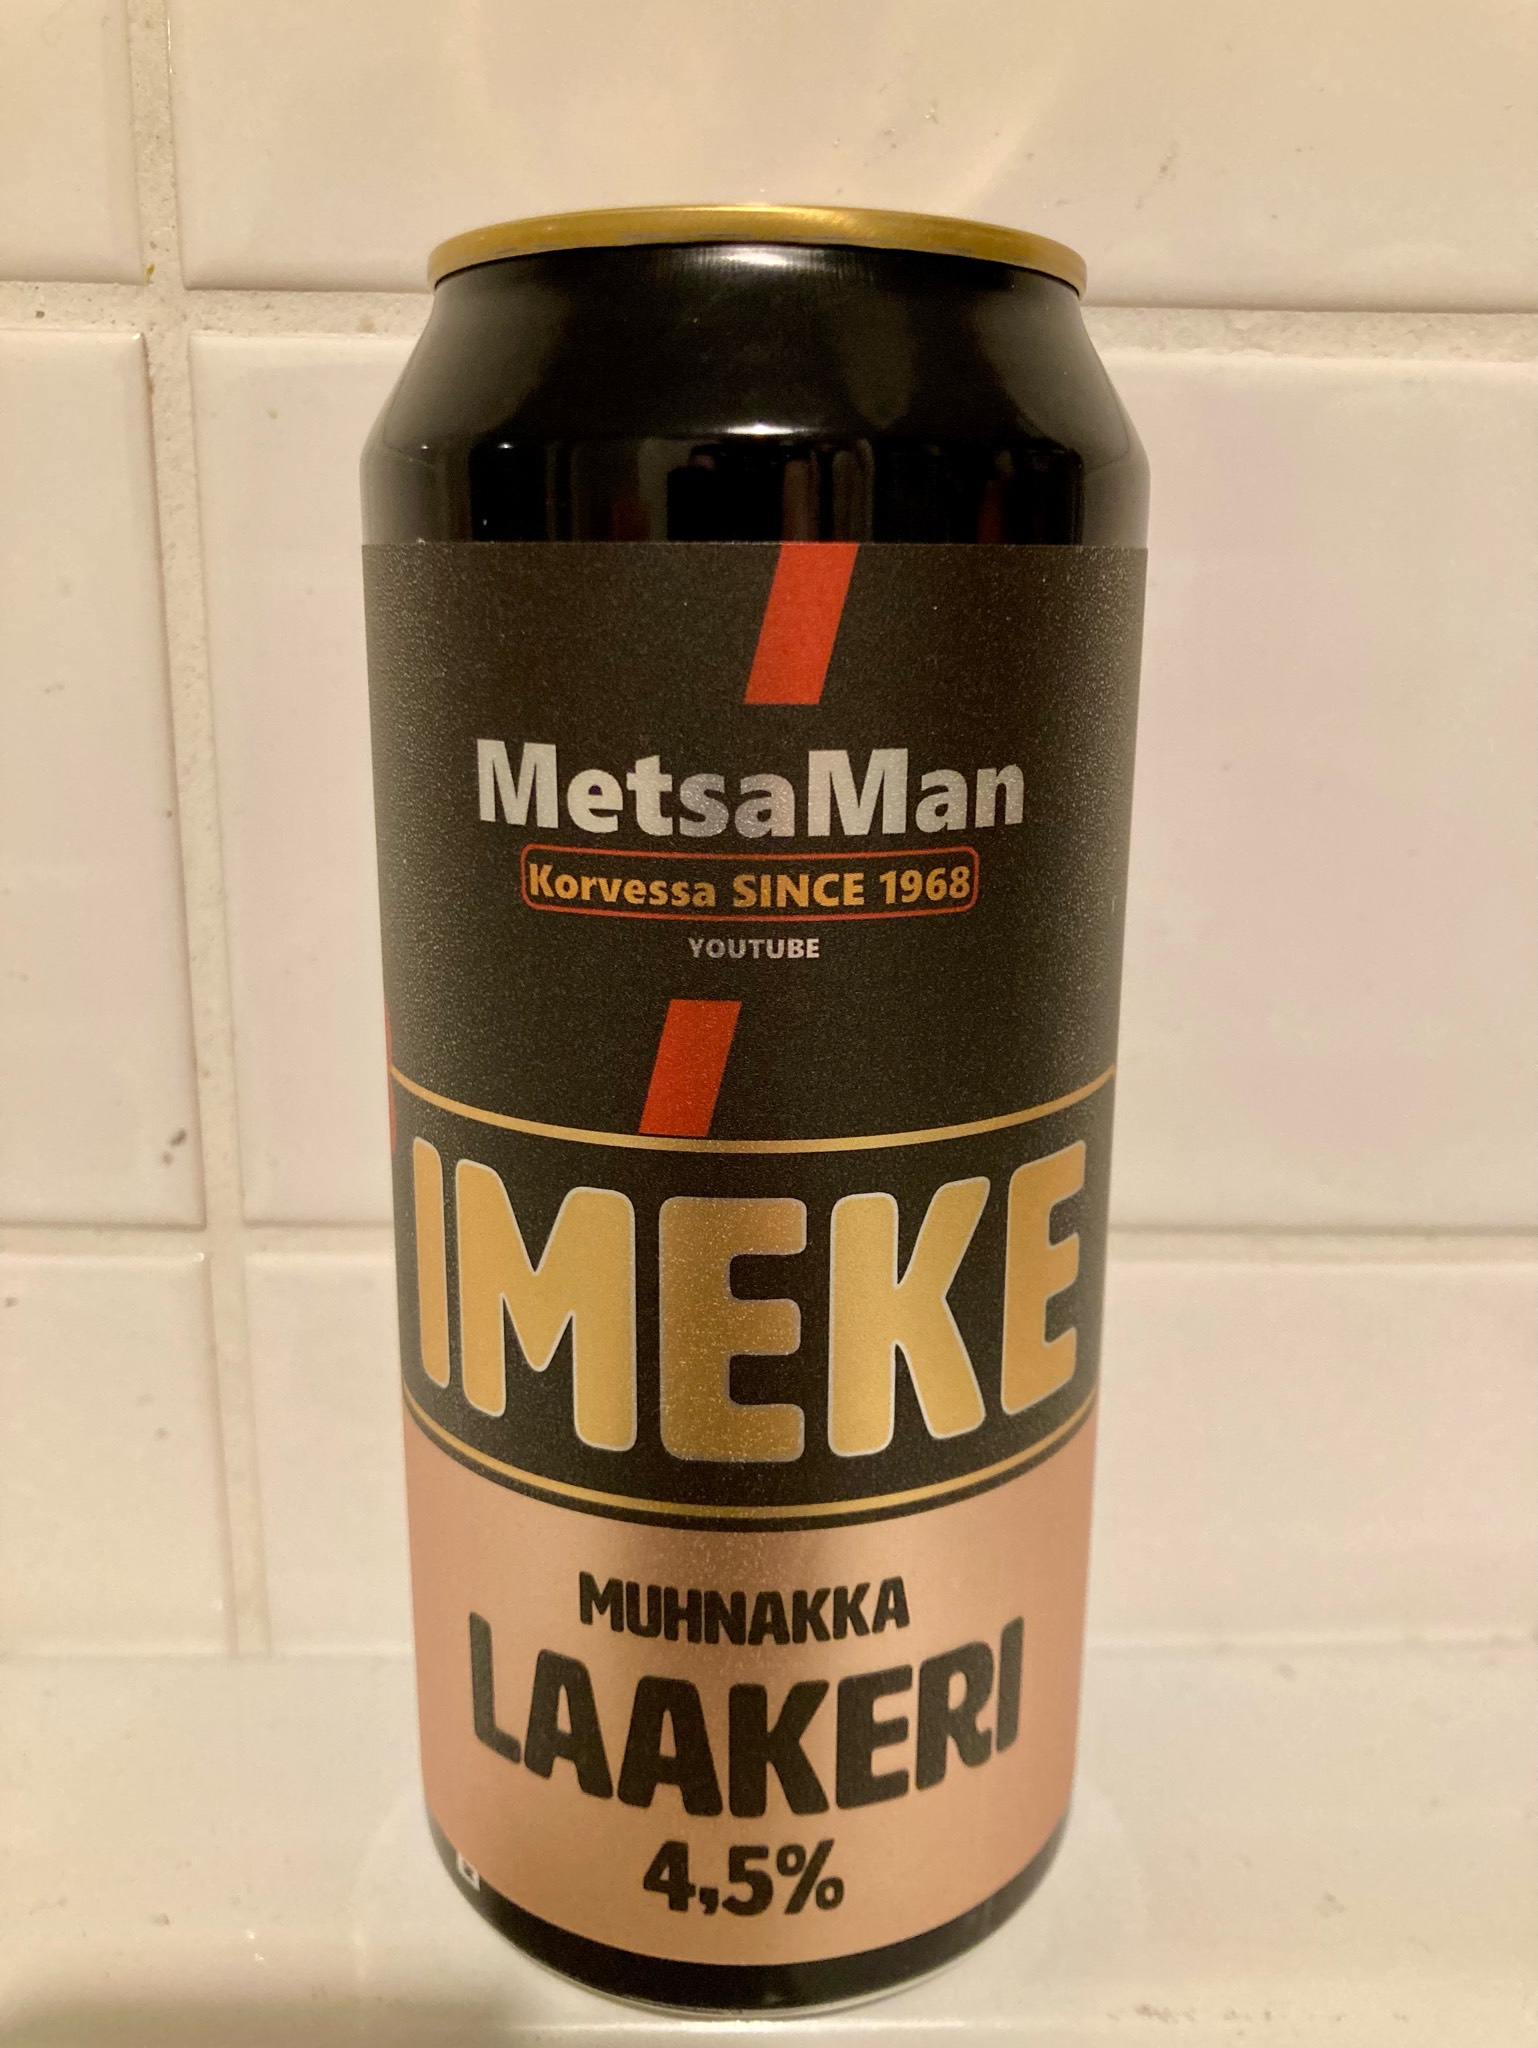 MetsaMan
Korvessa SINCE 1968
YOUTUBE
IMEKE
MUHNAKKA
LAAKERI
4,5%